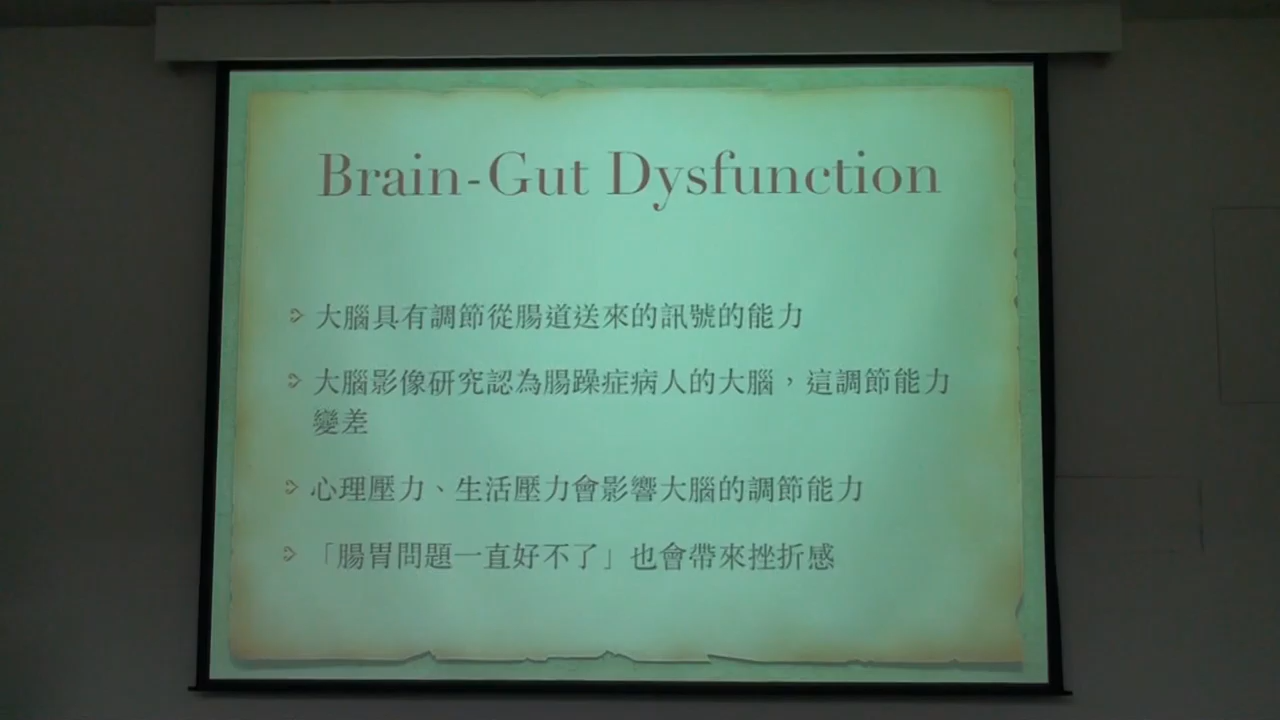 Brain-Gut Dysfunction
大腦具有調節從腸道送來的訊號的能力
大腦影像研究認為腸躁症病人的大腦，這調節能力
變差
心理壓力、生活壓力會影響大腦的調節能力
「腸胃問題一直好不了」也會帶來挫折感